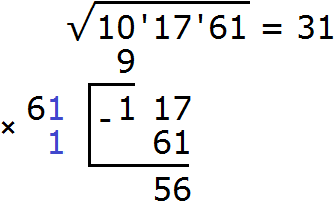 √10'17'61 = 31
9
61 - 1 17
× 1 61
56